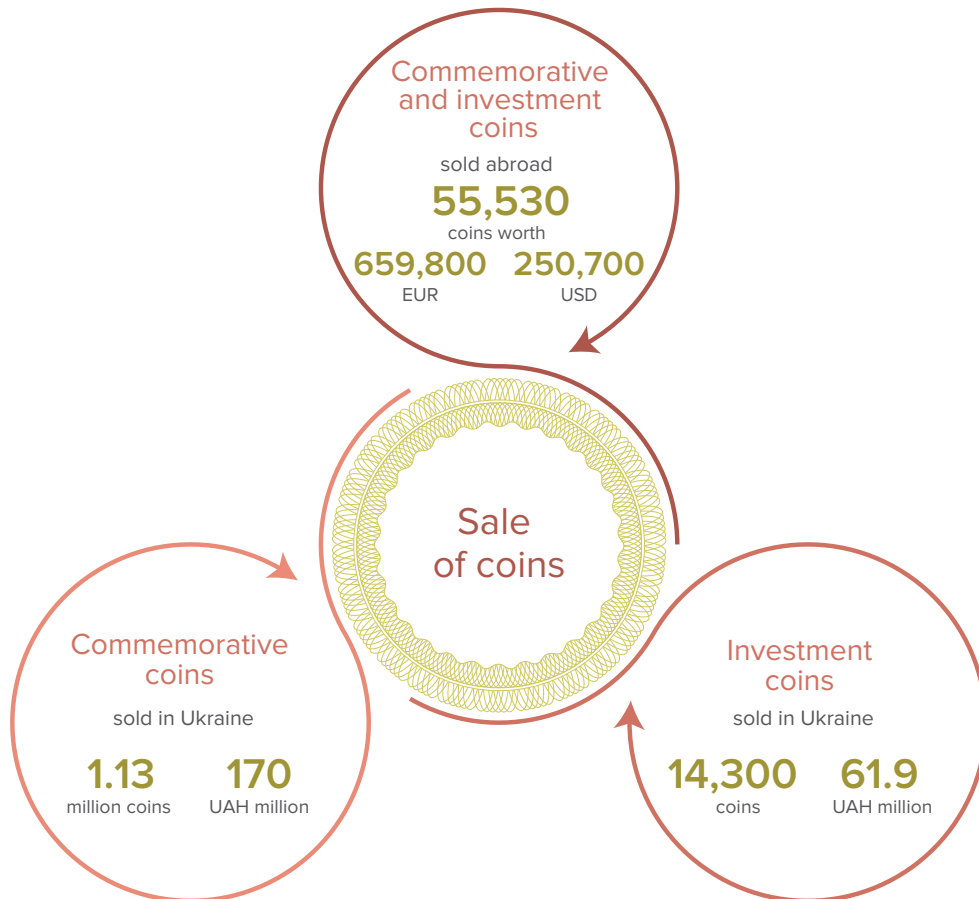 Commemorative
and investment
coins
sold abroad
55,530
coins worth
659,800 250,700
EUR USD
Sale
of coins
Commemorative
coins
sold in Ukraine
1.13 170
million coins UAH million
Investment
coins
sold in Ukraine
14,300 61.9
coins UAH million